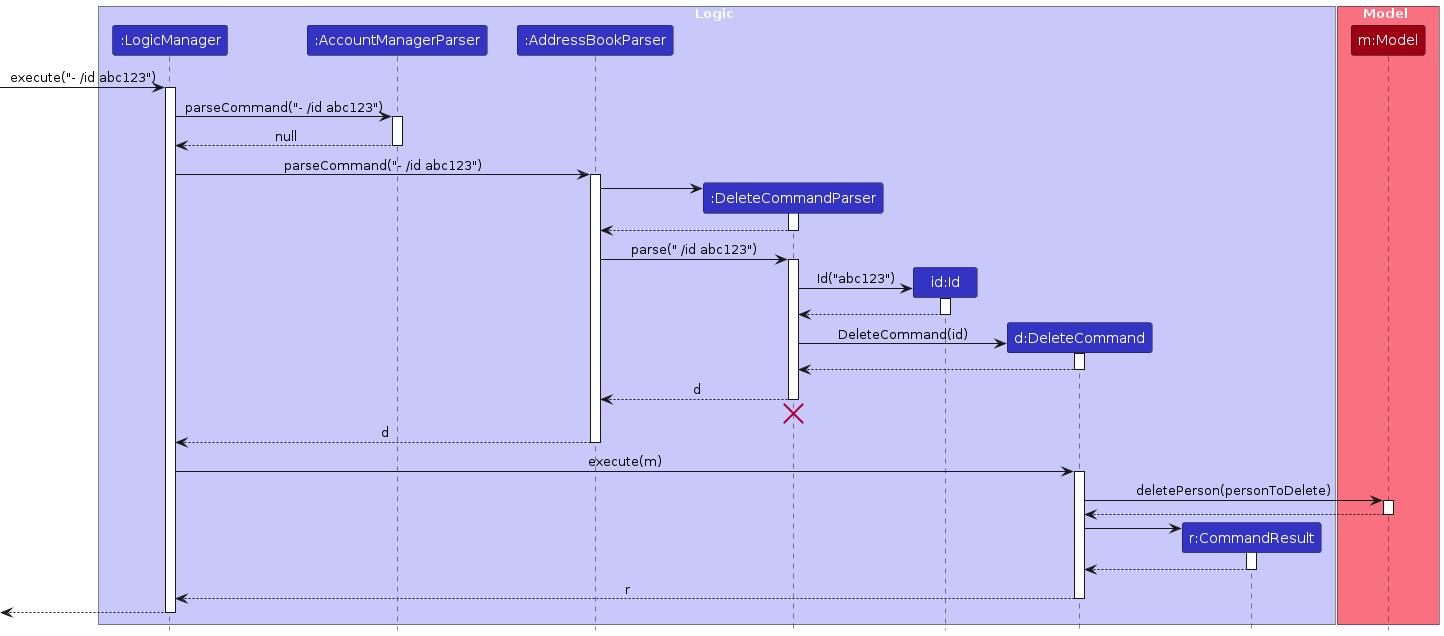 Logic
Model
:LogicManager
:AccountManagerParser
:AddressBookParser
m:Model
execute("- /id abc123")
parseCommand("- /id abc123")
null
parseCommand("- /id abc123")
:DeleteCommandParser
parse(" /id abc123")
Id("abc123")
id:Id
DeleteCommand(id)
d:DeleteCommand
d
d
execute(m)
deletePerson(personToDelete)
r:CommandResult
r